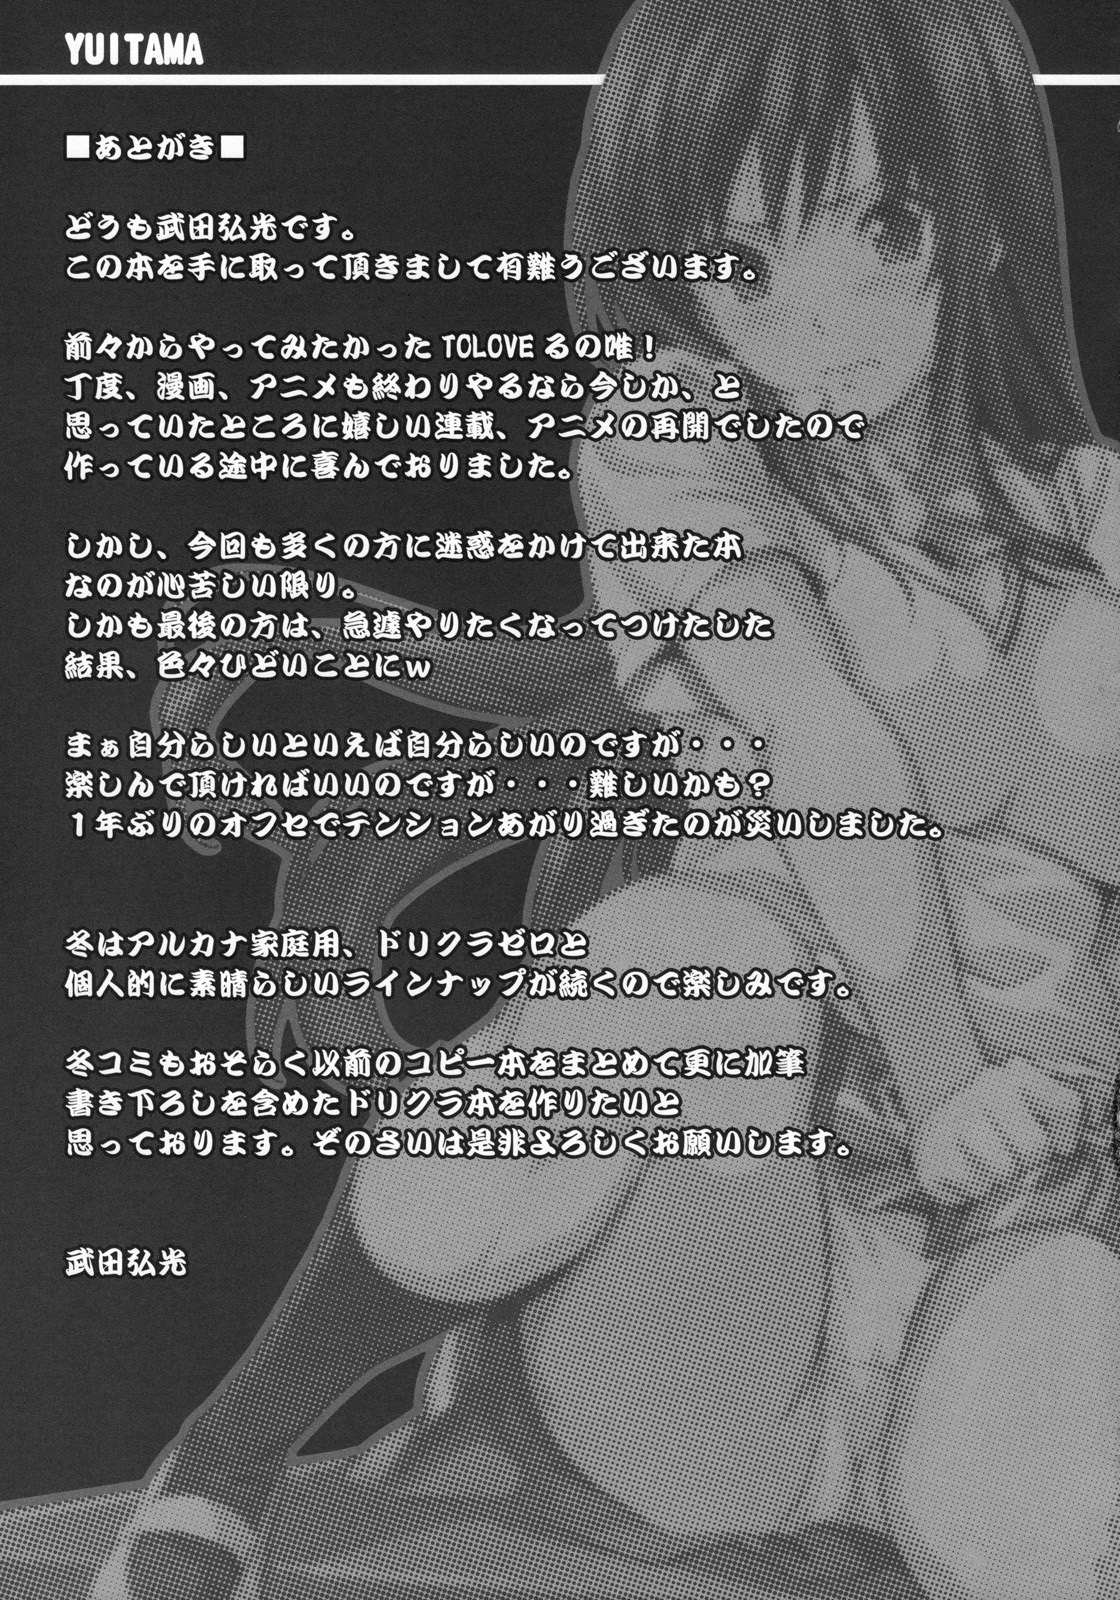 YUITAMA
■あとがき■
どうも武田弘光です。
この本を手に取って頂きまして有難うございます。
前々からやってみたかったTOLOVEるの唯！
丁度、漫画、アニメも終わりやるなら今しか、と
思っていたところに嬉しい連載、アニメの再開でしたので
作っている途中に喜んでおりました。
しかし、今回も多くの方に迷惑をかけて出来た本
なのが心苦しい限り。
しかも最後の方は、急遽やりたくなってつけたした
結果、色々ひどいことにｗ
まぁ自分らしいといえば自分らしいのですが・・・
楽しんで頂ければいいのですが・・・難しいかも？
１年ぶりのオフセでテンションあがり過ぎたのが災いしました。
冬はアルカナ家庭用、ドリクラゼロと
個人的に素晴らしいラインナップが続くので楽しみです。
冬コミもおそらく以前のコピー本をまとめて更に加筆
書き下ろしを含めたドリクラ本を作りたいと
思っております。ぞのさいは是非よろしくお願いします。
武田弘光